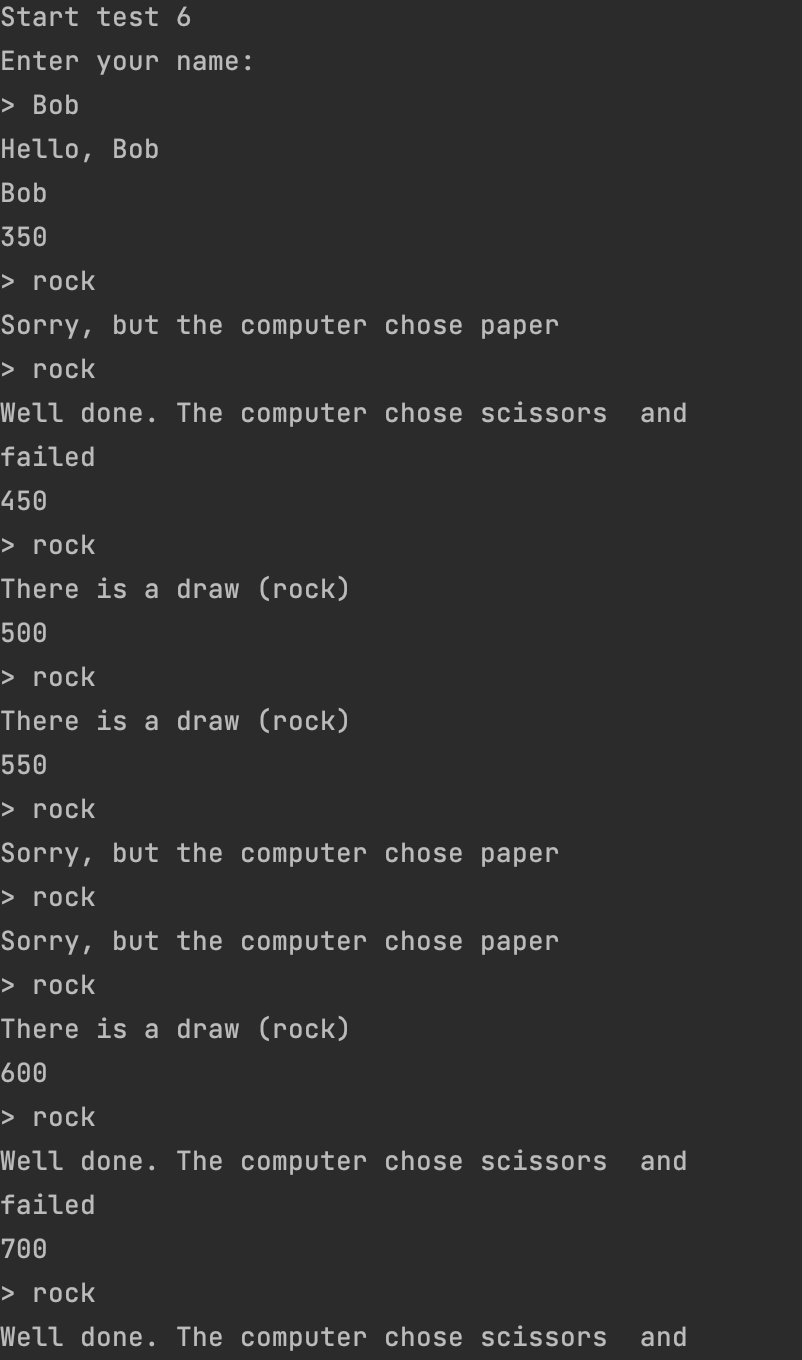 Start test 6
Enter your name:
> Bob
Hello, Bob
Bob
350
> rock
Sorry, but the computer chose paper
> rock
Well done. The computer chose scissors  and
failed
450
> rock
There is a draw (rock)
500
> rock
There is a draw (rock)
550
> rock
Sorry, but the computer chose paper
> rock
Sorry, but the computer chose paper
> rock
There is a draw (rock)
600
> rock
Well done. The computer chose scissors  and
failed
700
> rock
Well done. The computer chose scissors  and